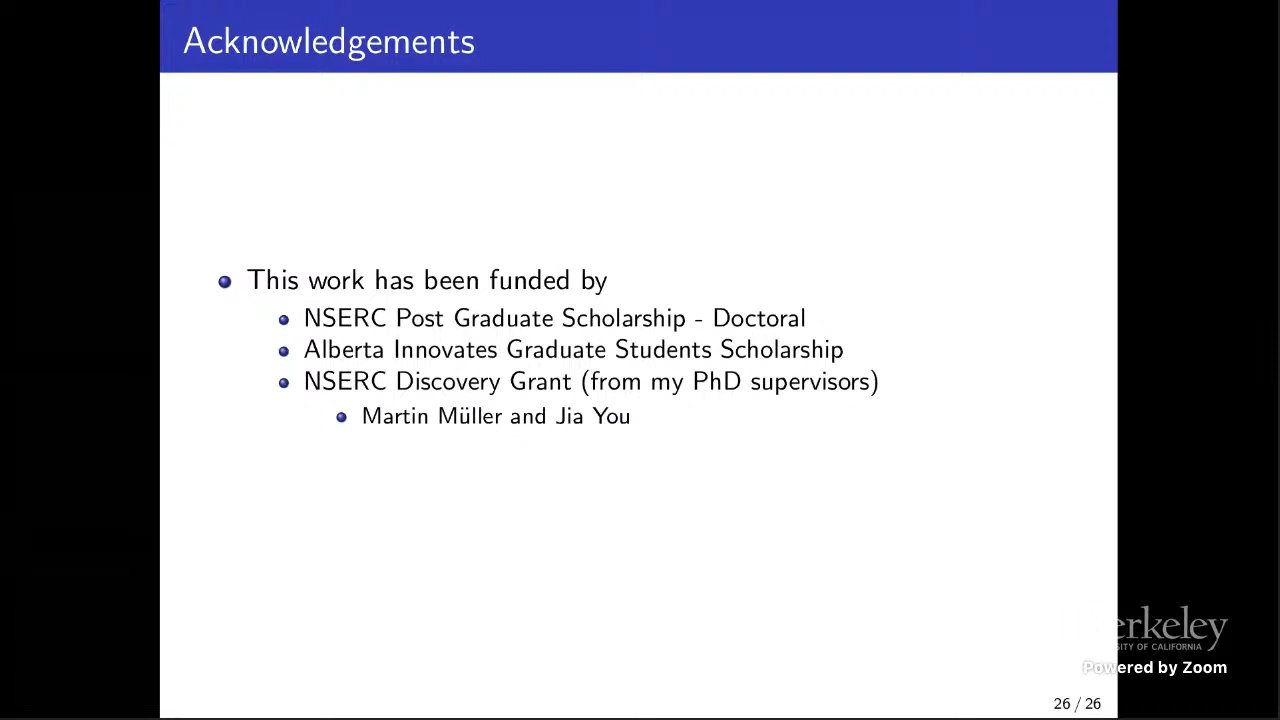 Acknowledgements
This work has been funded by
NSERC Post Graduate Scholarship - Doctoral
Alberta Innovates Graduate Students Scholarship
NSERC Discovery Grant (from my PhD supervisors)
Martin Müller and Jia You
erkeley
SITY OF CALIFORNIA
Powered by Zoom
26 / 26